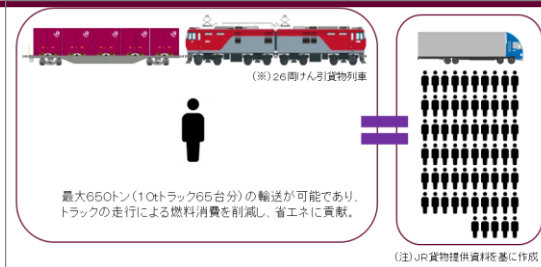 (※)26両けん引貨物列車
最大650トン(10tトラック65台分)の輸送が可能であり、
トラックの走行による燃料消費を削減し、省エネに貢献。
(注)JR貨物提供資料を基に作成